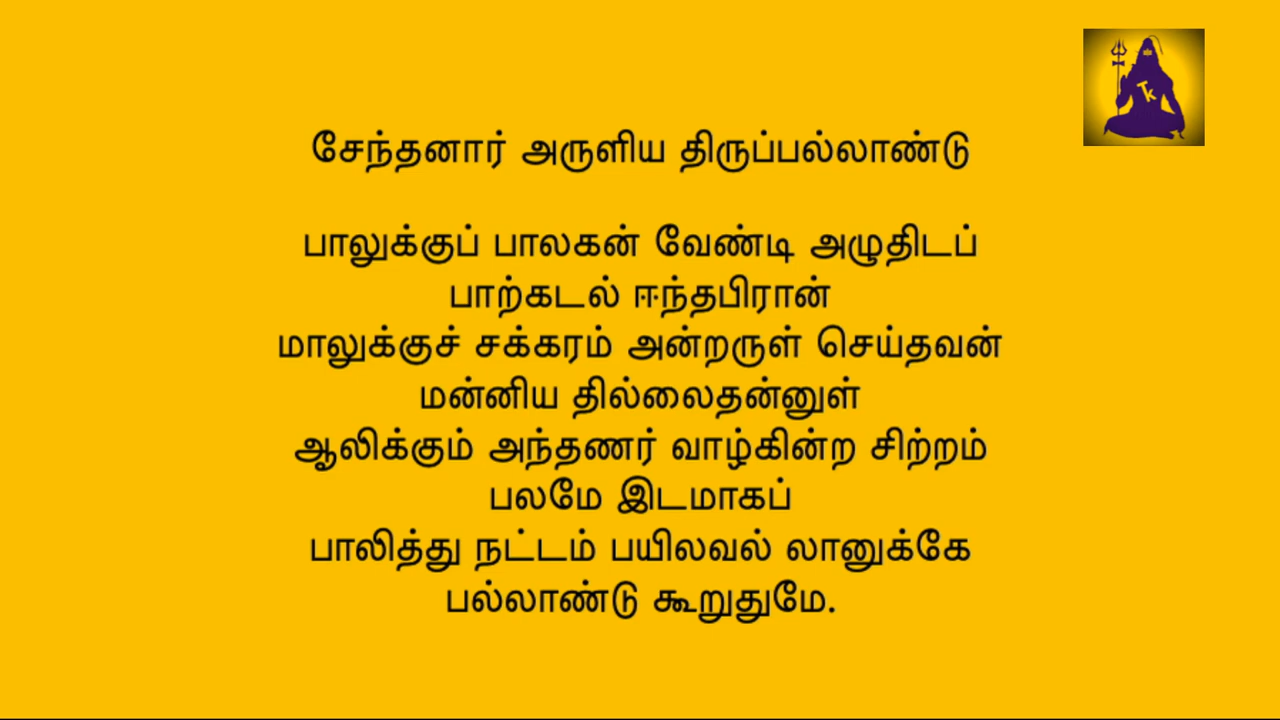 TK
சேந்தனார் அருளிய திருப்பல்லாண்டு
பாலுக்குப் பாலகன் வேண்டி அழுதிடப்
பாற்கடல் ஈந்தபிரான்
மாலுக்குச் சக்கரம் அன்றருள் செய்தவன்
மன்னிய தில்லைதன்னுள்
ஆலிக்கும் அந்தணர் வாழ்கின்ற சிற்றம்
பலமே இடமாகப்
பாலித்து நட்டம் பயிலவல் லானுக்கே
பல்லாண்டு கூறுதுமே.